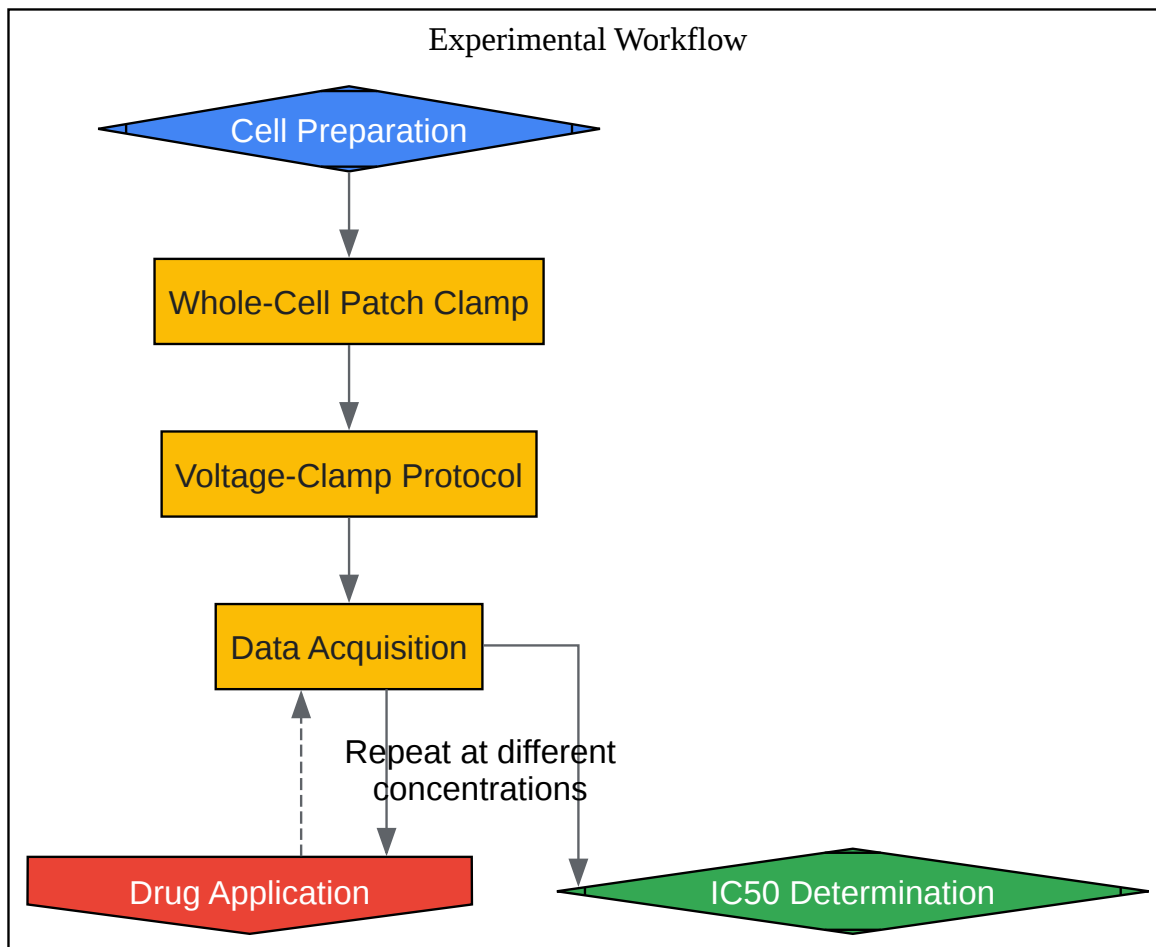 Experimental Workflow
Cell Preparation
Whole-Cell Patch Clamp
Voltage-Clamp Protocol
Data Acquisition
Repeat at different
concentrations
Drug Application
IC50 Determination